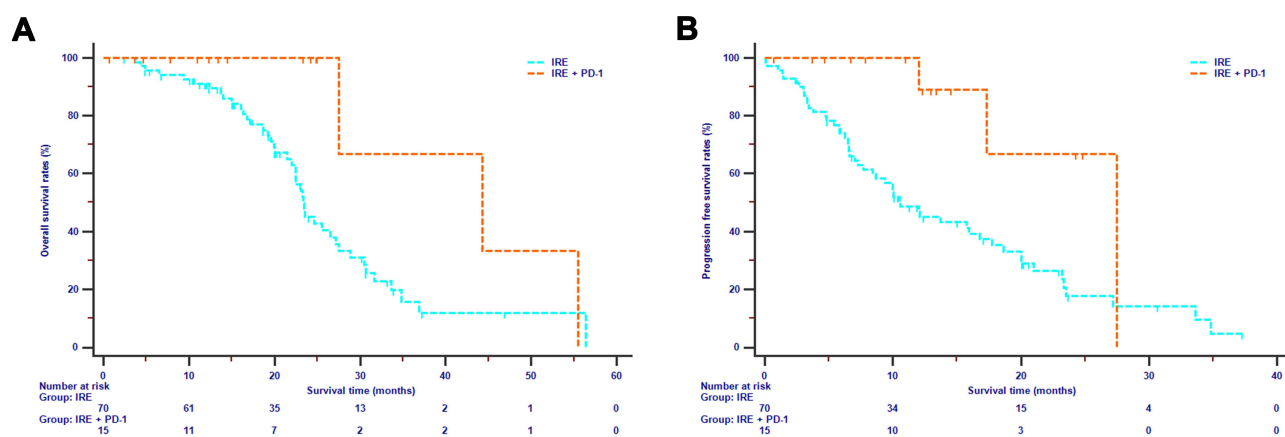 A
Overall survival rates (%)
100
80
60
40
20
0
IRE
IRE + PD-1
0 10 20 30 40 50 60
Survival time (months)
Number at risk
Group: IRE
70 61 35 13 2 1 0
Group: IRE + PD-1
15 11 7 2 2 1 0
B
Progression free survival rates (%)
100
80
60
40
20
0
IRE
IRE + PD-1
0 10 20 30 40
Survival time (months)
Number at risk
Group: IRE
70 34 15 4 0
Group: IRE + PD-1
15 10 3 0 0